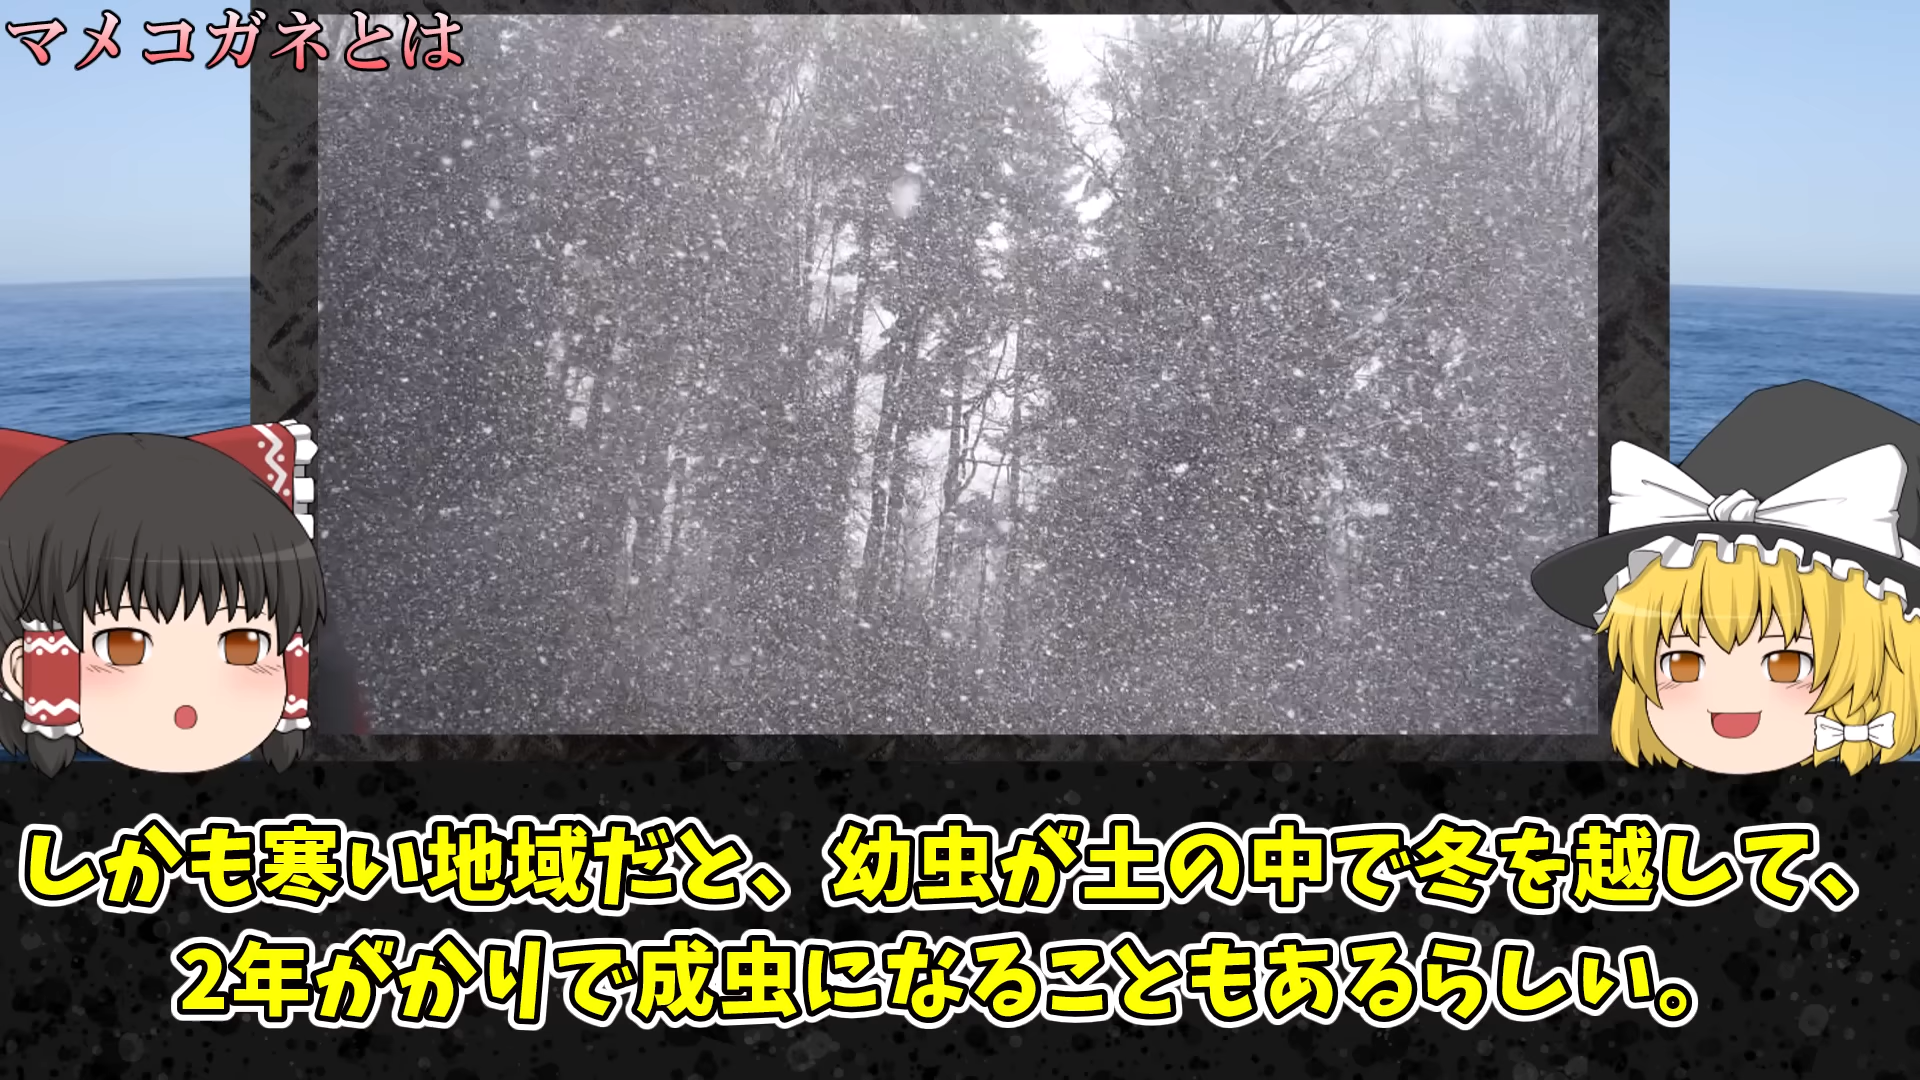 マメコガネとは
しかも寒い地域だと、幼虫が土の中で冬を越して、
2年がかりで成虫になることもあるらしい。